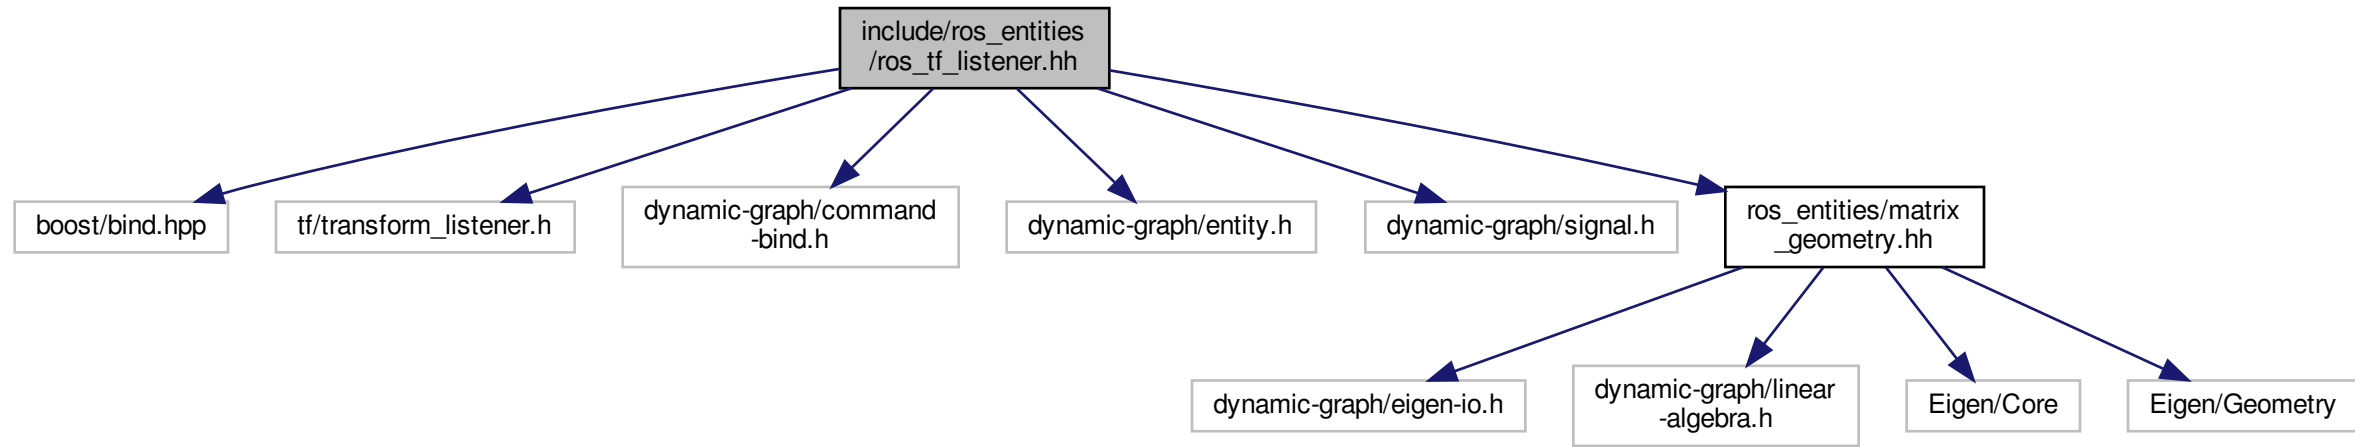 include/ros_entities
/ros_tf_listener.hh
boost/bind.hpp
tf/transform_listener.h
dynamic-graph/command
-bind.h
dynamic-graph/entity.h
dynamic-graph/signal.h
ros_entities/matrix
_geometry.hh
dynamic-graph/eigen-io.h
dynamic-graph/linear
-algebra.h
Eigen/Core
Eigen/Geometry